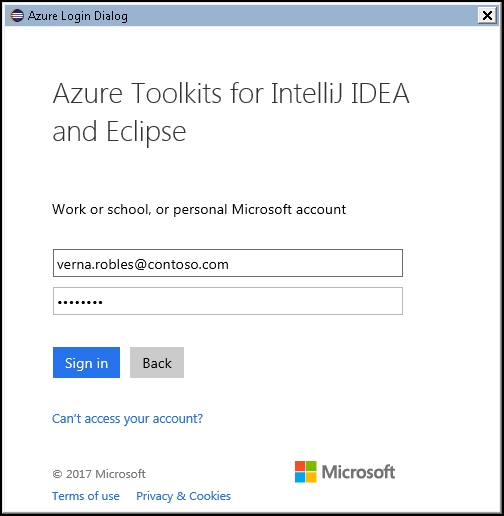 Azure Login Dialog
Azure Toolkits for IntelliJ IDEA
and Eclipse
Work or school, or personal Microsoft account
verna.robles@contoso.com
••••••••
Sign in Back
Can't access your account?
© 2017 Microsoft Microsoft
Terms of use Privacy & Cookies